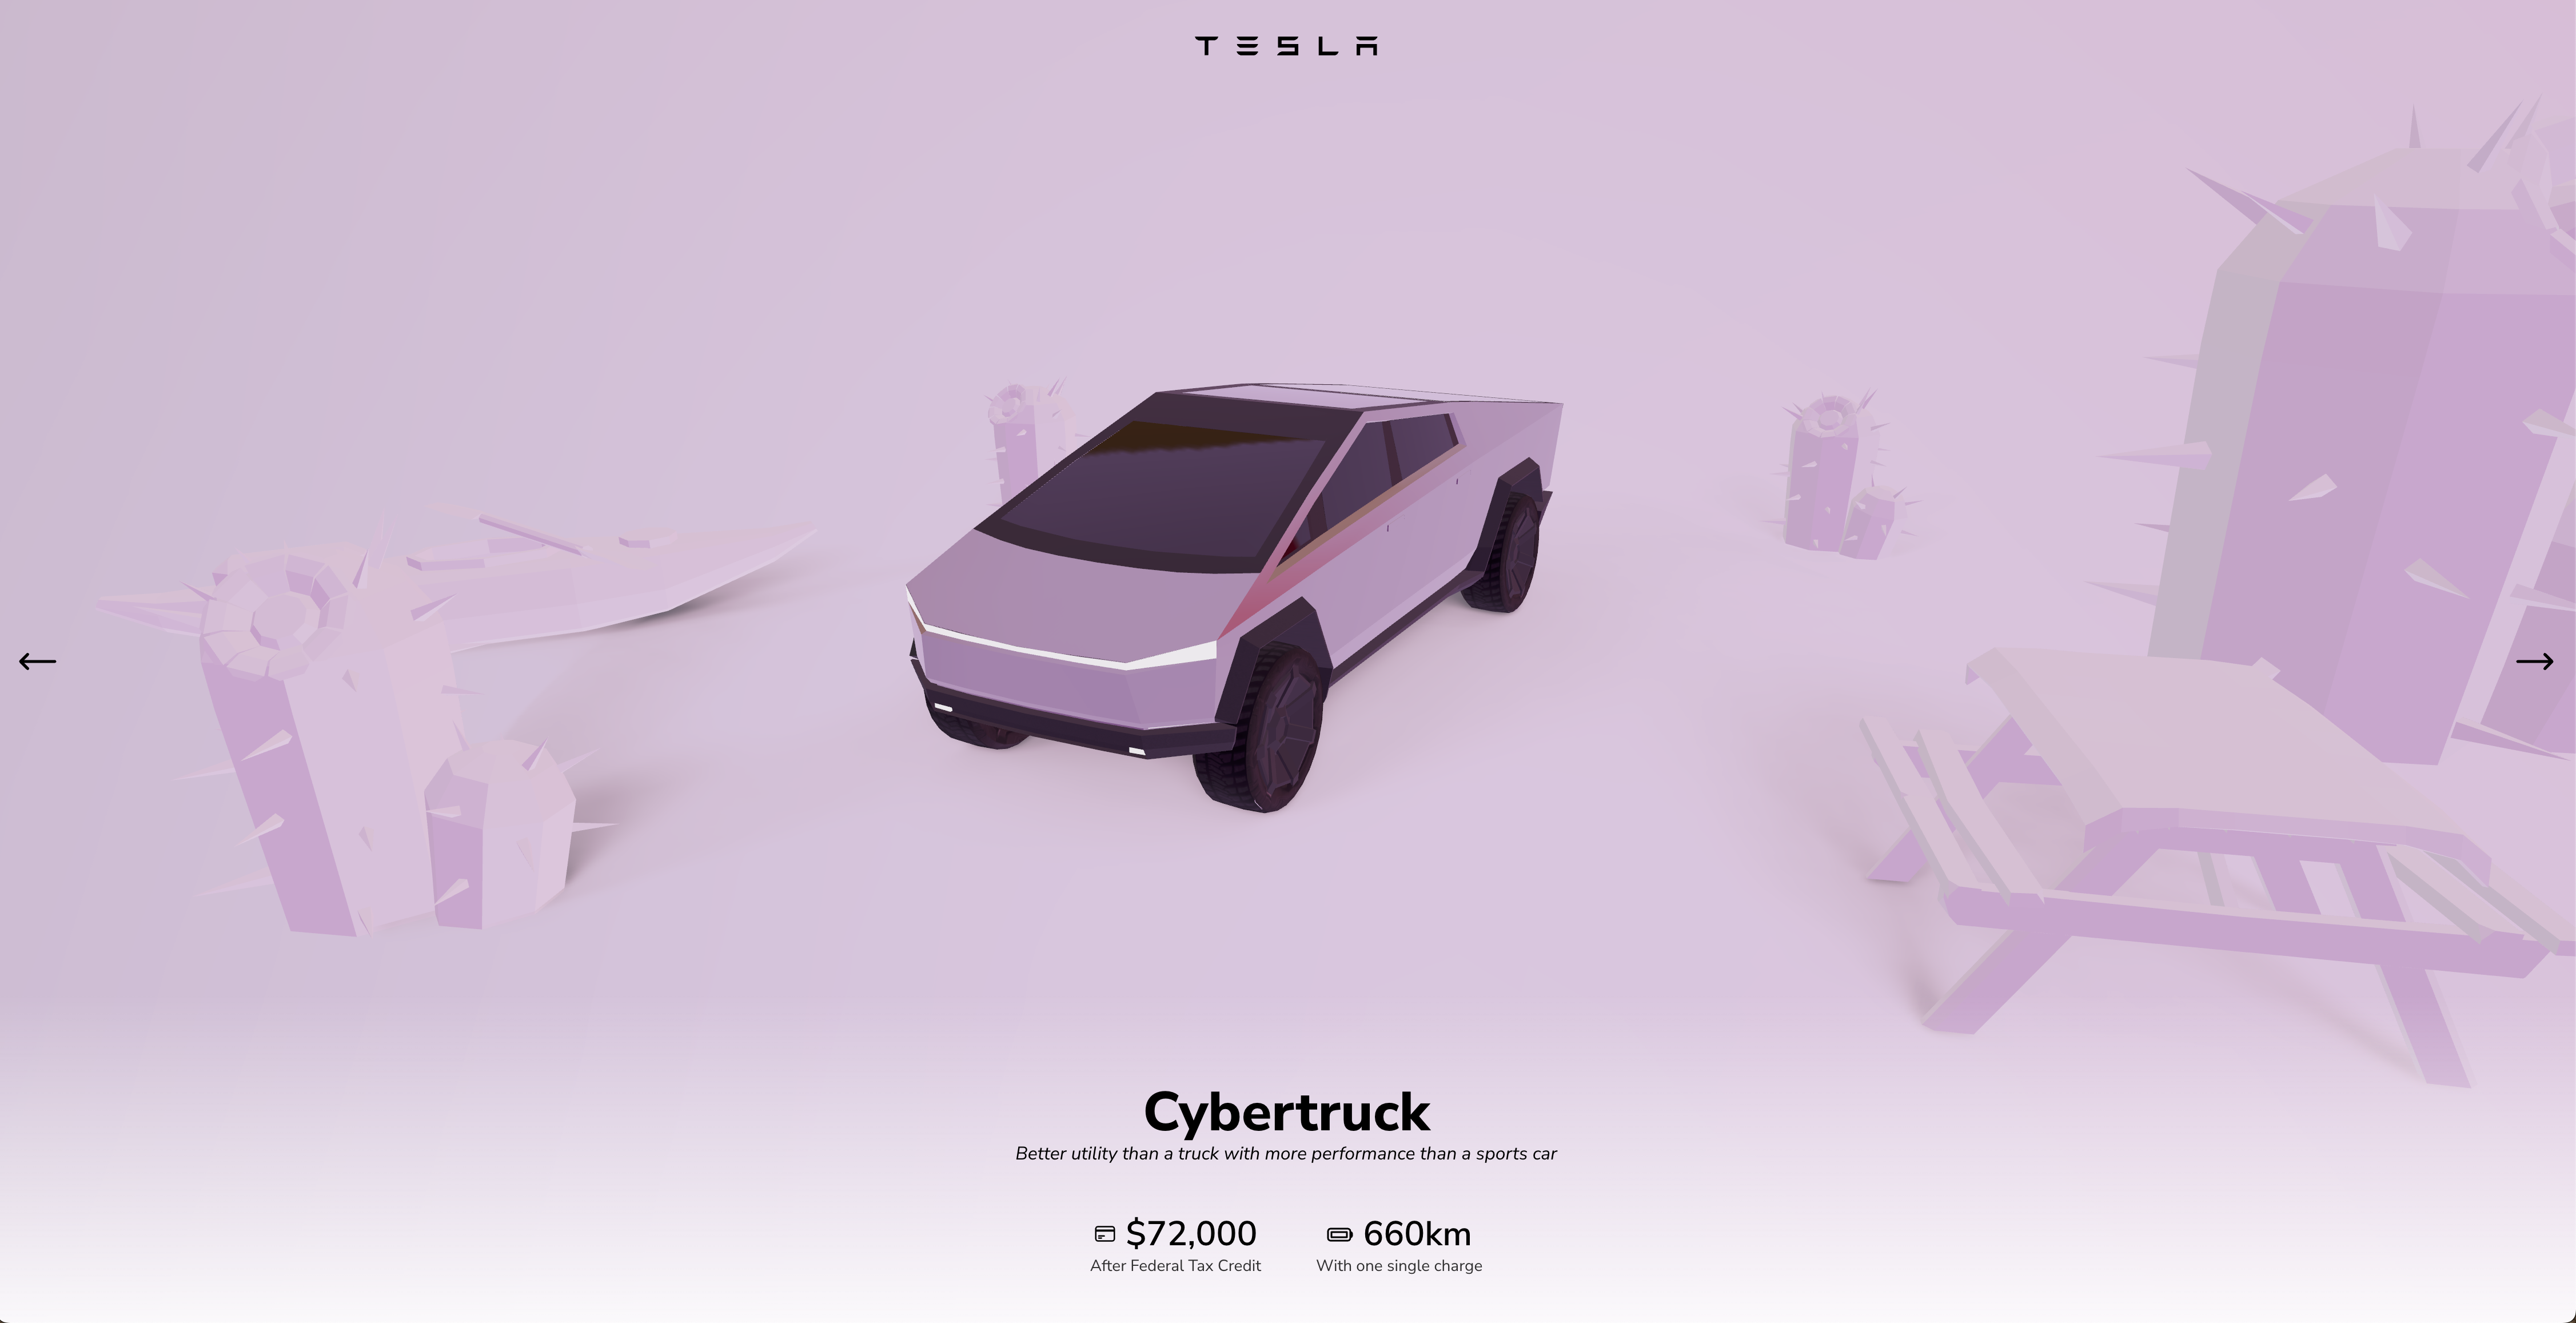 TESLA
Cybertruck
Better utility than a truck with more performance than a sports car
$72,000
After Federal Tax Credit
660km
With one single charge